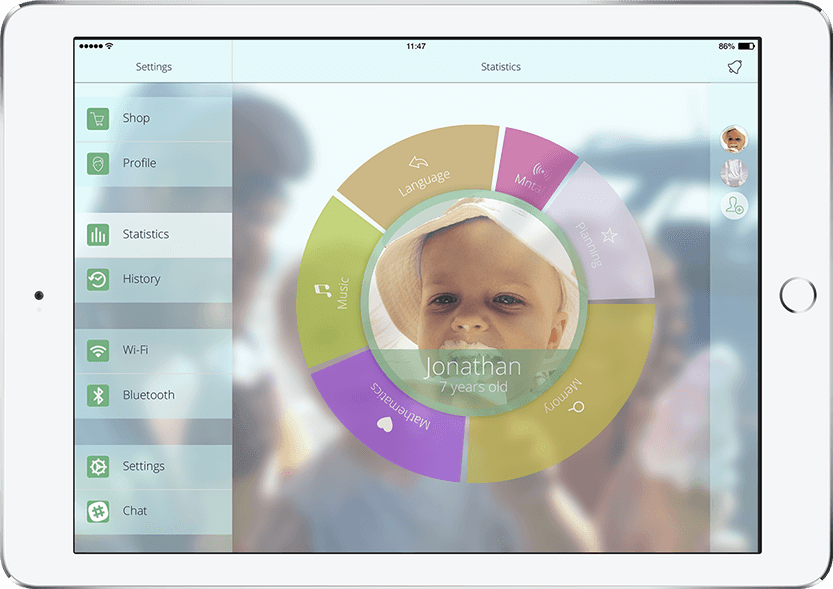 11:47
86%
Settings
Statistics
Shop
Profile
Statistics
History
Wi-Fi
Bluetooth
Settings
Chat
Language
Mnta
Planning
Memory
Mathematics
Music
Jonathan
7 years old